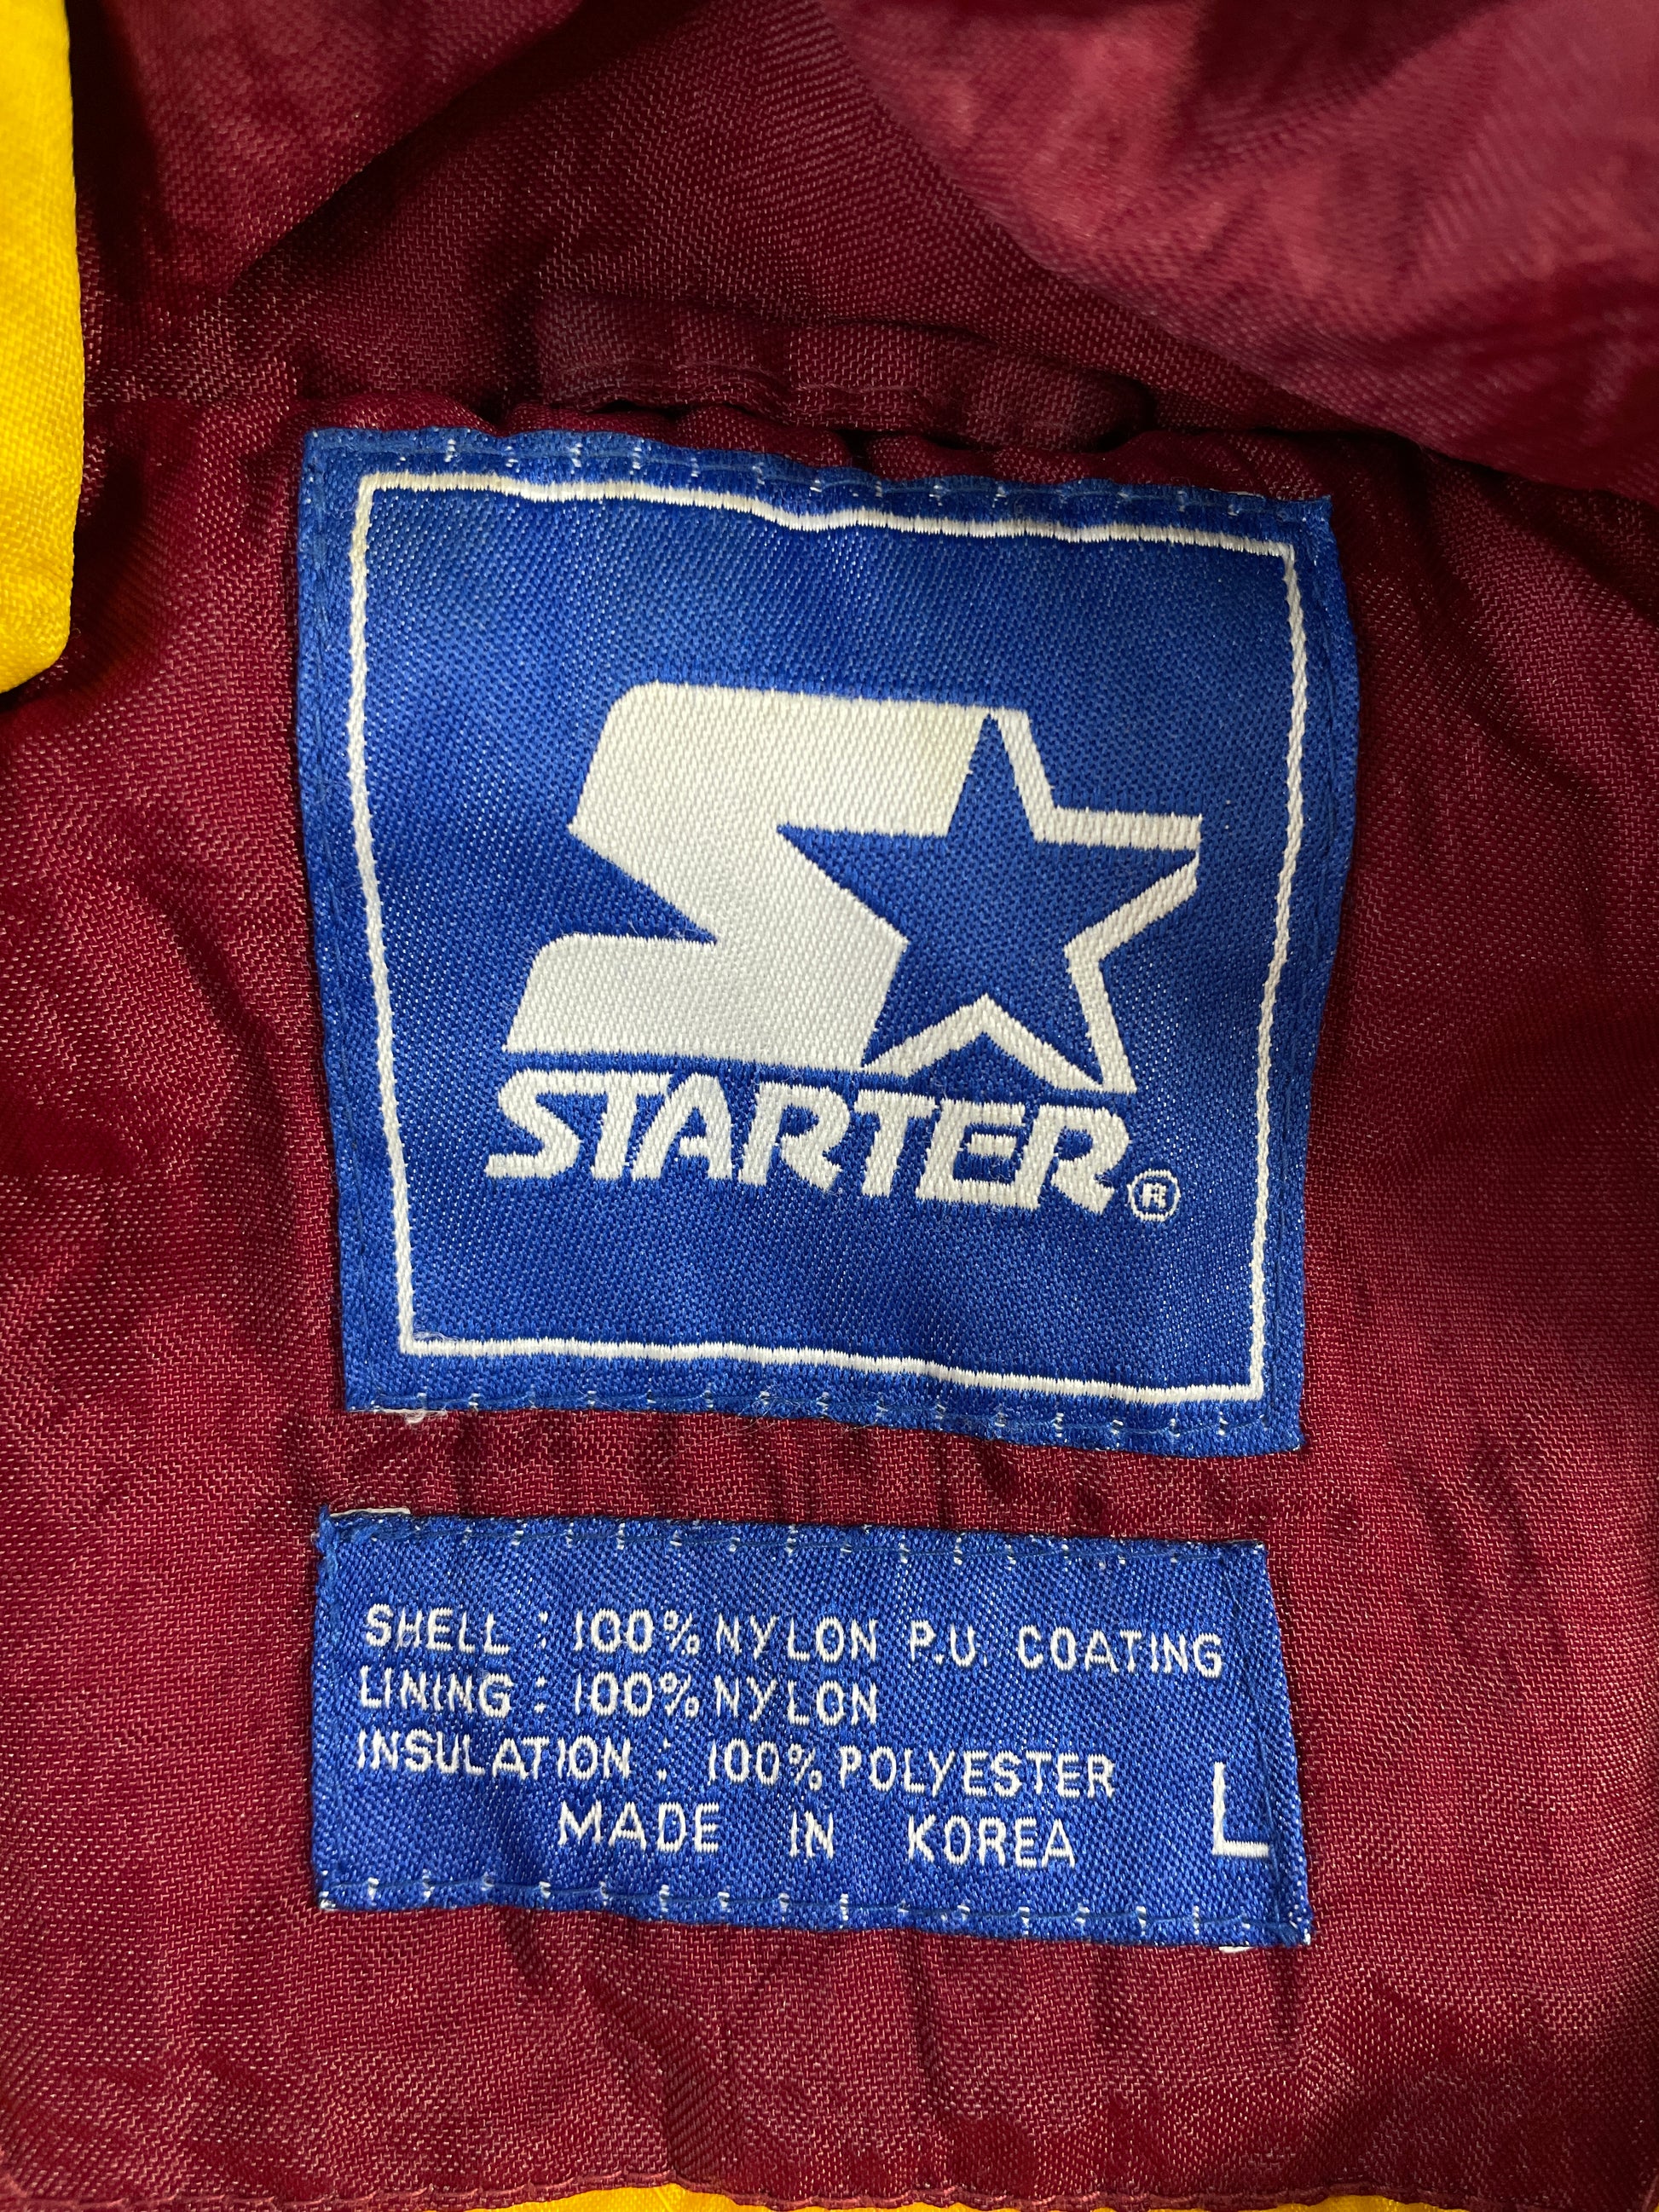 STARTER®
SHELL : 100% NYLON P.U. COATING
LINING : 100% NYLON
INSULATION : 100% POLYESTER
MADE IN KOREA
L